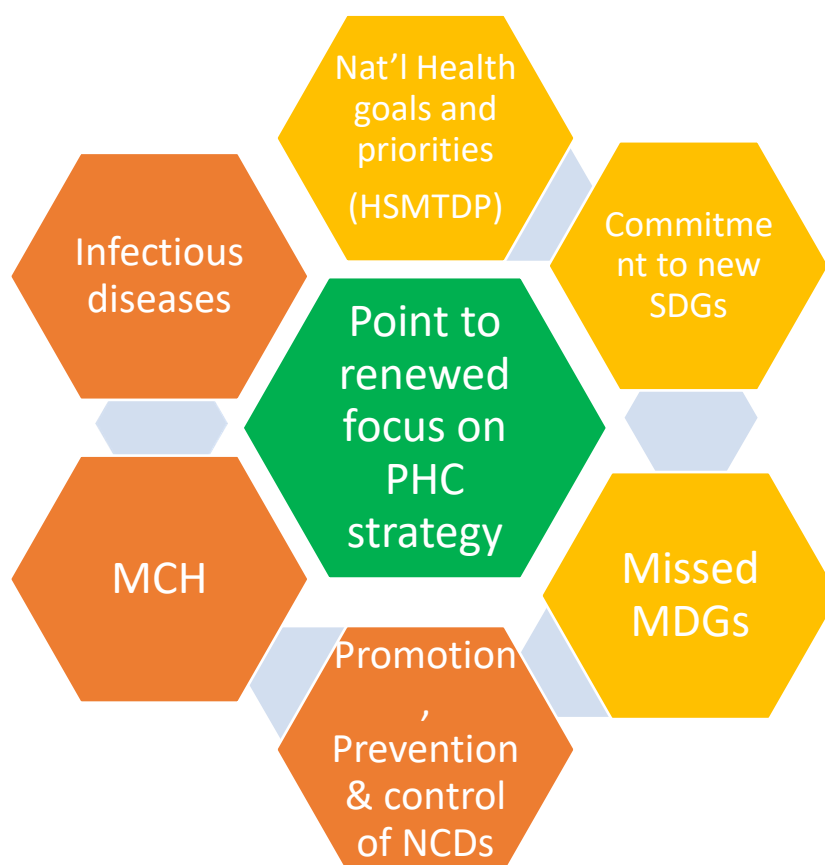 Nat’l Health
goals and
priorities
(HSMTDP)
Commitme
nt to new
SDGs
Missed
MDGs
Promotion
,
Prevention
& control
of NCDs
MCH
Infectious
diseases
Point to
renewed
focus on
PHC
strategy